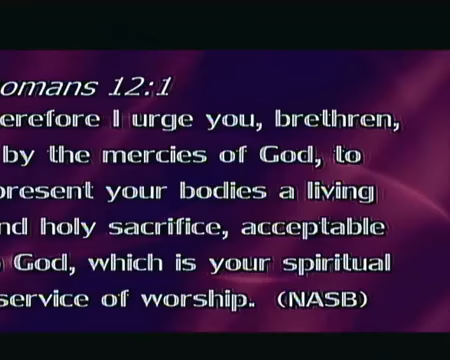 omans 12:1
erefore I urge you, brethren,
by the mercies of God, to
present your bodies a living
nd holy sacrifice, acceptable
God, which is your spiritual
service of worship. (NASB)